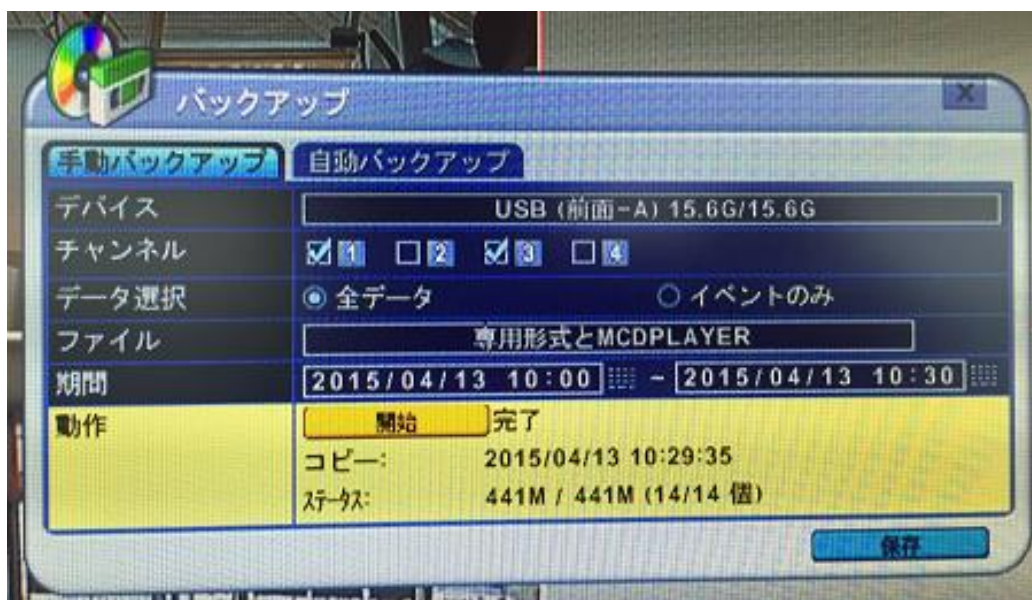 バックアップ
X
手動バックアップ 自動バックアップ
デバイス USB (前面-A) 15.6G/15.6G
チャンネル 1 2 3 4
データ選択 全データ イベントのみ
ファイル 専用形式とMCDPLAYER
期間 2015/04/13 10:00 - 2015/04/13 10:30
動作 開始 完了
コピー: 2015/04/13 10:29:35
ステータス: 441M / 441M (14/14 個)
保存